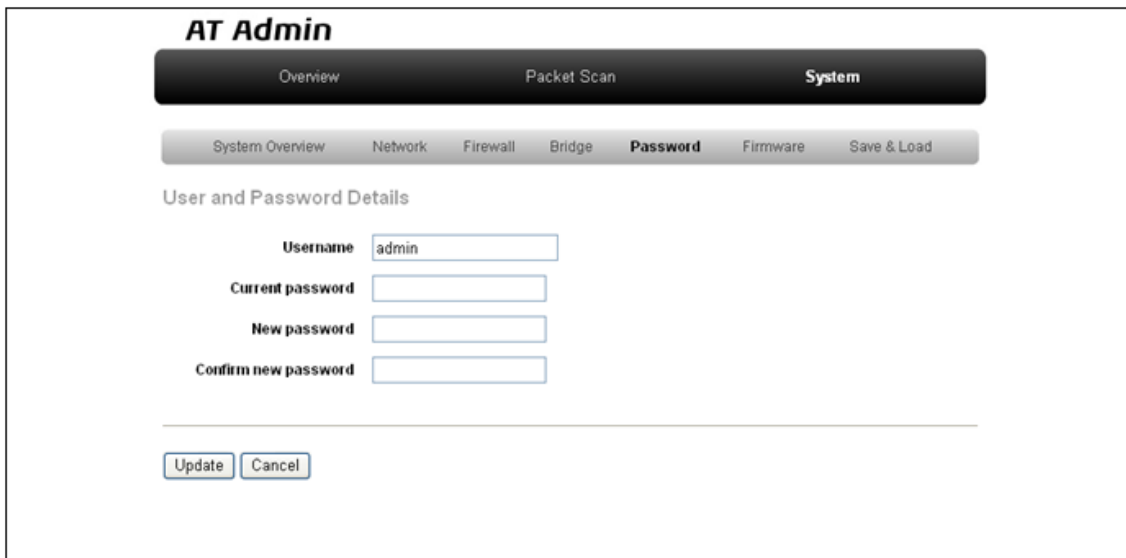 AT Admin
Overview Packet Scan System
System Overview Network Firewall Bridge Password Firmware Save & Load
User and Password Details
Username admin
Current password
New password
Confirm new password
Update Cancel